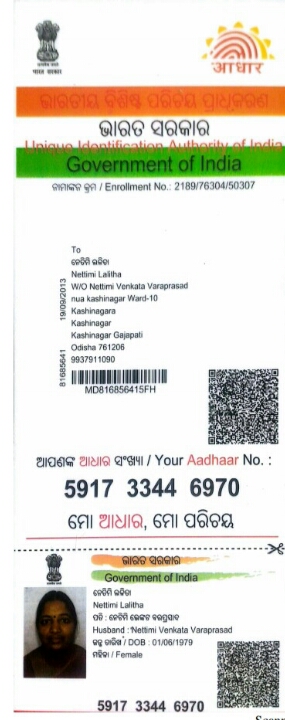 भारत सरकार
आधार
ଭାରତୀୟ ବିଶିଷ୍ଟ ପରିଚୟ ପ୍ରାଧିକରଣ
ଭାରତ ସରକାର
Unique Identification Authority of India
Government of India
ନାମାଙ୍କନ କ୍ରମ / Enrollment No.: 2189/76304/50307
To
ନେତିମି ଲଳିତା
Nettimi Lalitha
W/O Nettimi Venkata Varaprasad
nua kashinagar Ward-10
Kashinagara
Kashinagar
Kashinagar Gajapati
Odisha 761206
9937911090
19/09/2013
81685641
MD816856415FH
ଆପଣଙ୍କ ଆଧାର ସଂଖ୍ୟା / Your Aadhaar No. :
5917 3344 6970
ମୋ ଆଧାର, ମୋ ପରିଚୟ
ଭାରତ ସରକାର
Government of India
ନେତିମି ଲଳିତା
Nettimi Lalitha
ପତି : ନେତିମି ଭେଙ୍କଟ ବରପ୍ରସାଦ
Husband : Nettimi Venkata Varaprasad
ଜନ୍ମ ତାରିଖ / DOB : 01/06/1979
ମହିଳା / Female
5917 3344 6970